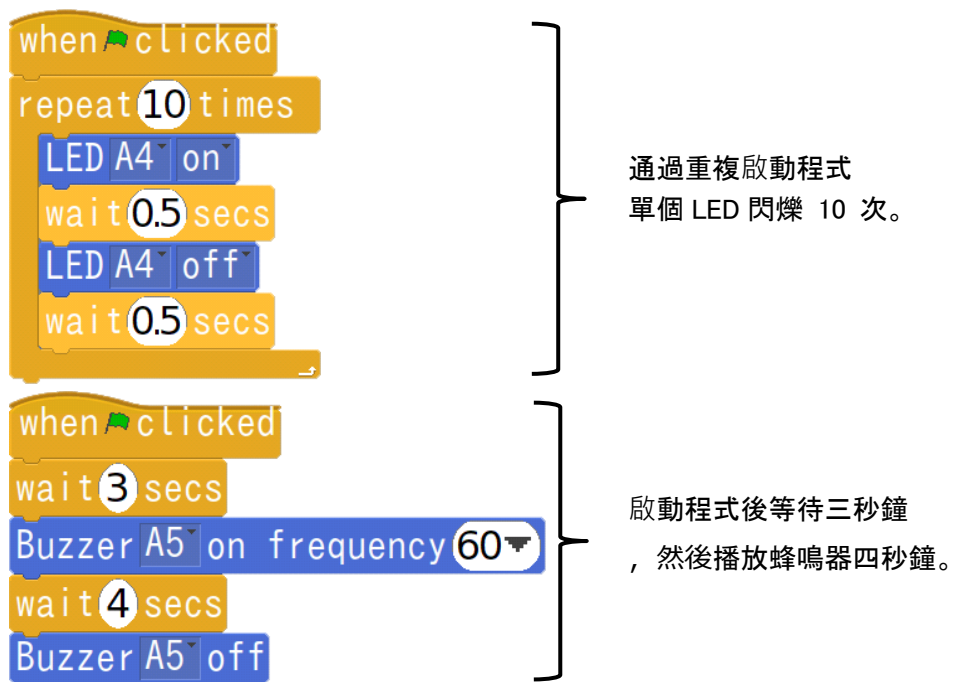 when clicked
repeat 10 times
LED A4 on
wait 0.5 secs
LED A4 off
wait 0.5 secs
通過重複啟動程式
單個 LED 閃爍 10 次。
when clicked
wait 3 secs
Buzzer A5 on frequency 60
wait 4 secs
Buzzer A5 off
啟動程式後等待三秒鐘
，然後播放蜂鳴器四秒鐘。